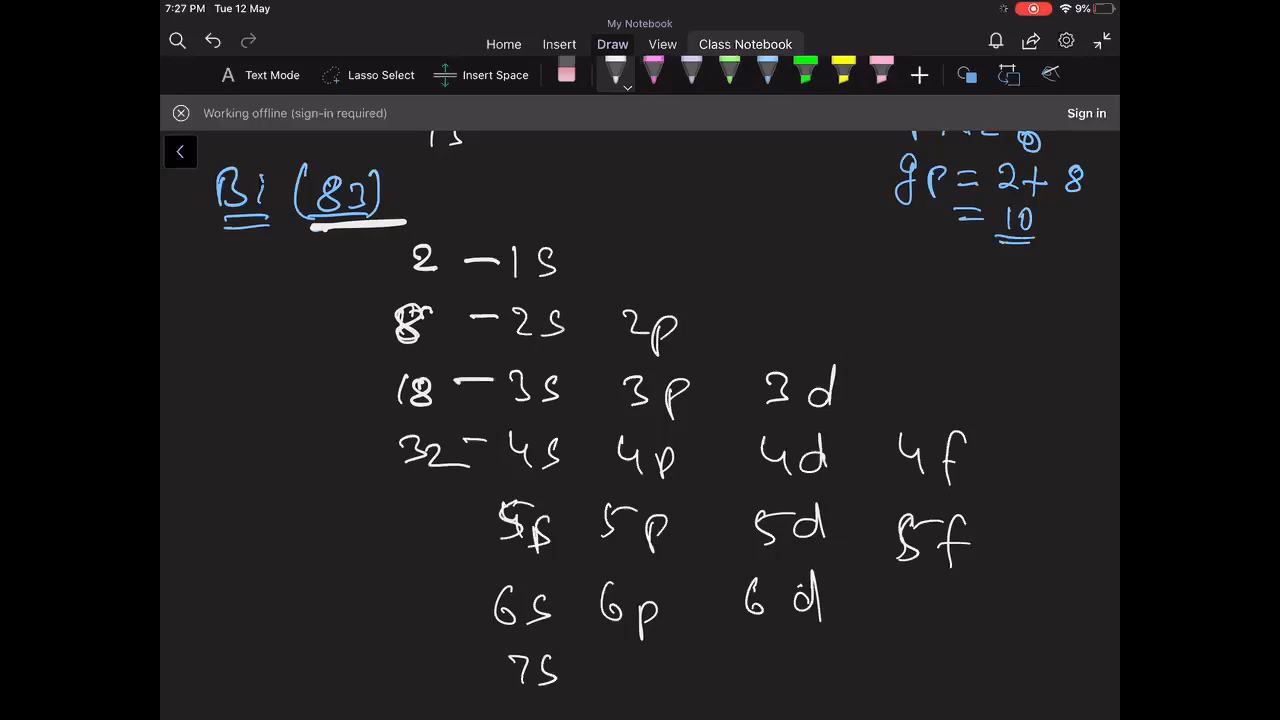 7:27 PM Tue 12 May 9%
My Notebook
Home Insert Draw View Class Notebook
Text Mode Lasso Select Insert Space
Working offline (sign-in required) Sign in
1s
Bi (83)
gp = 2 + 8
= 10
2 - 1s
8 - 2s 2p
18 - 3s 3p 3d
32 - 4s 4p 4d 4f
5s 5p 5d 5f
6s 6p 6d
7s